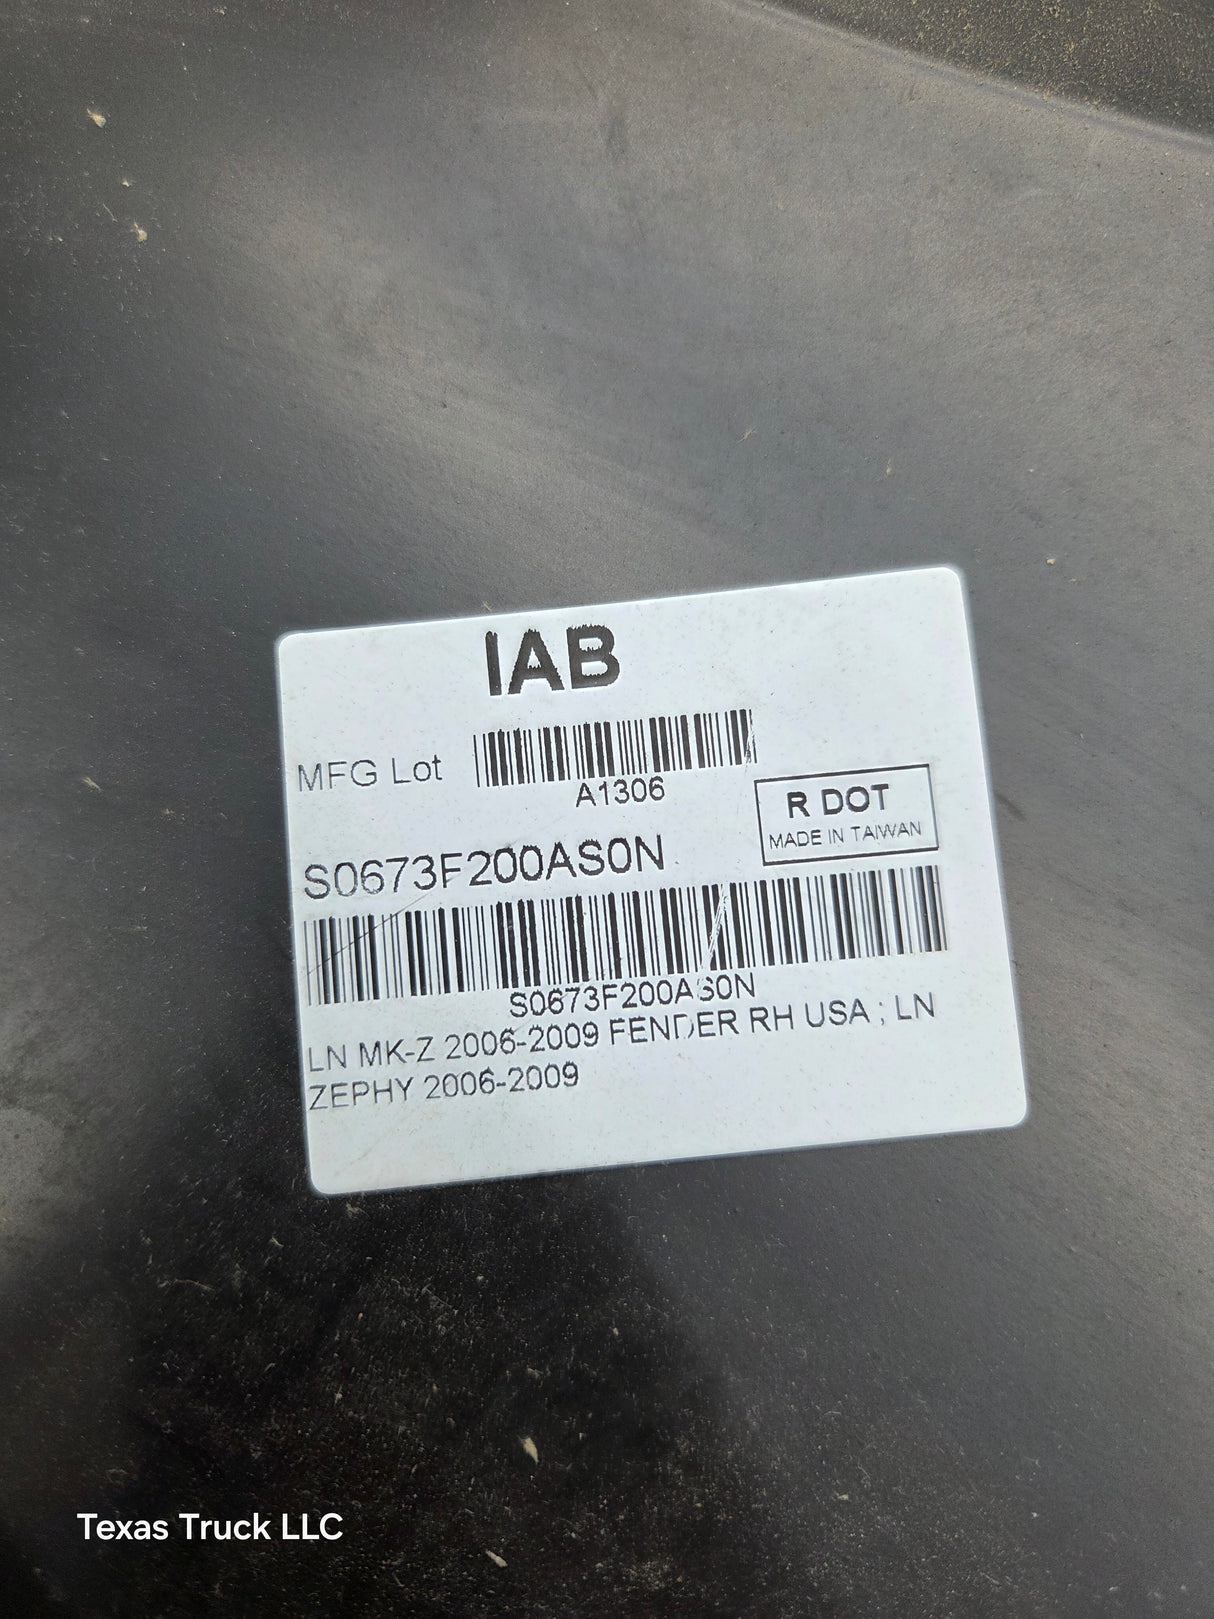 IAB
MFG Lot
A1306
R DOT
MADE IN TAIWAN
S0673F200AS0N
S0673F200AS0N
LN MK-Z 2006-2009 FENDER RH USA ; LN
ZEPHY 2006-2009
Texas Truck LLC